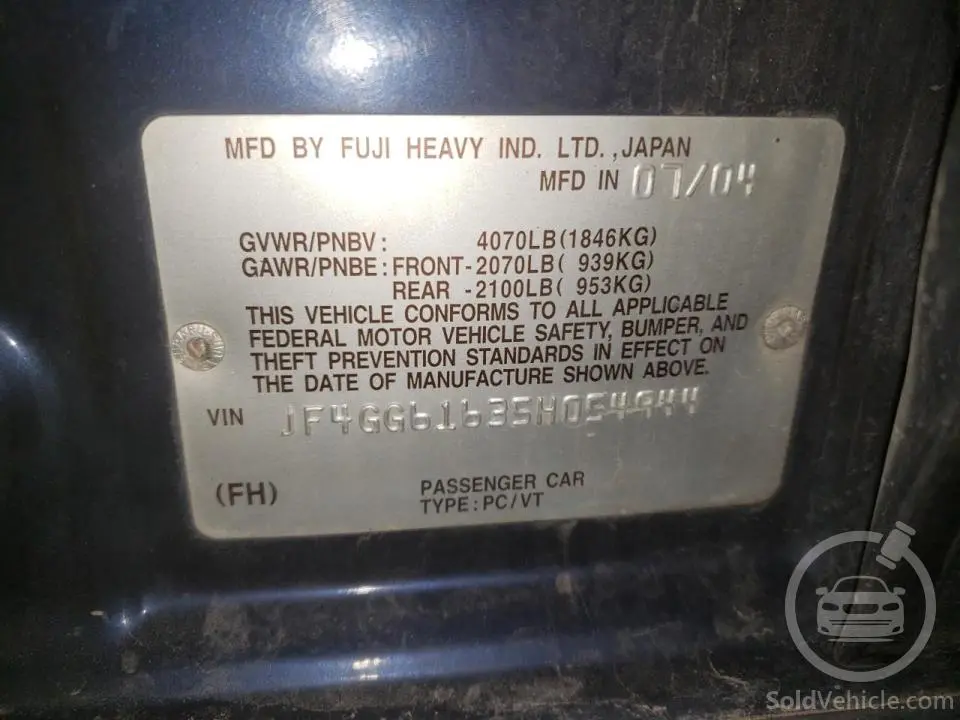 MFD BY FUJI HEAVY IND. LTD.,JAPAN
MFD IN 07/04
GVWR/PNBV: 4070LB(1846KG)
GAWR/PNBE:FRONT-2070LB( 939KG)
REAR -2100LB( 953KG)
THIS VEHICLE CONFORMS TO ALL APPLICABLE
FEDERAL MOTOR VEHICLE SAFETY, BUMPER, AND
THEFT PREVENTION STANDARDS IN EFFECT ON
THE DATE OF MANUFACTURE SHOWN ABOVE.
VIN JF4GG61635H054944
(FH) PASSENGER CAR
TYPE:PC/VT
SoldVehicle.com